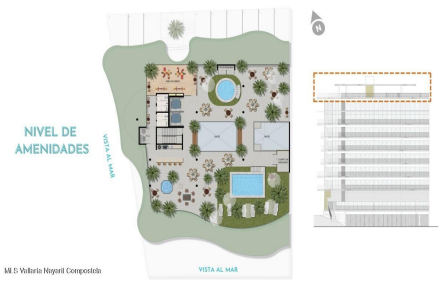 N
NIVEL DE
AMENIDADES
VISTA AL MAR
VISTA AL MAR
MLS Vallarta Nayarit Compostela